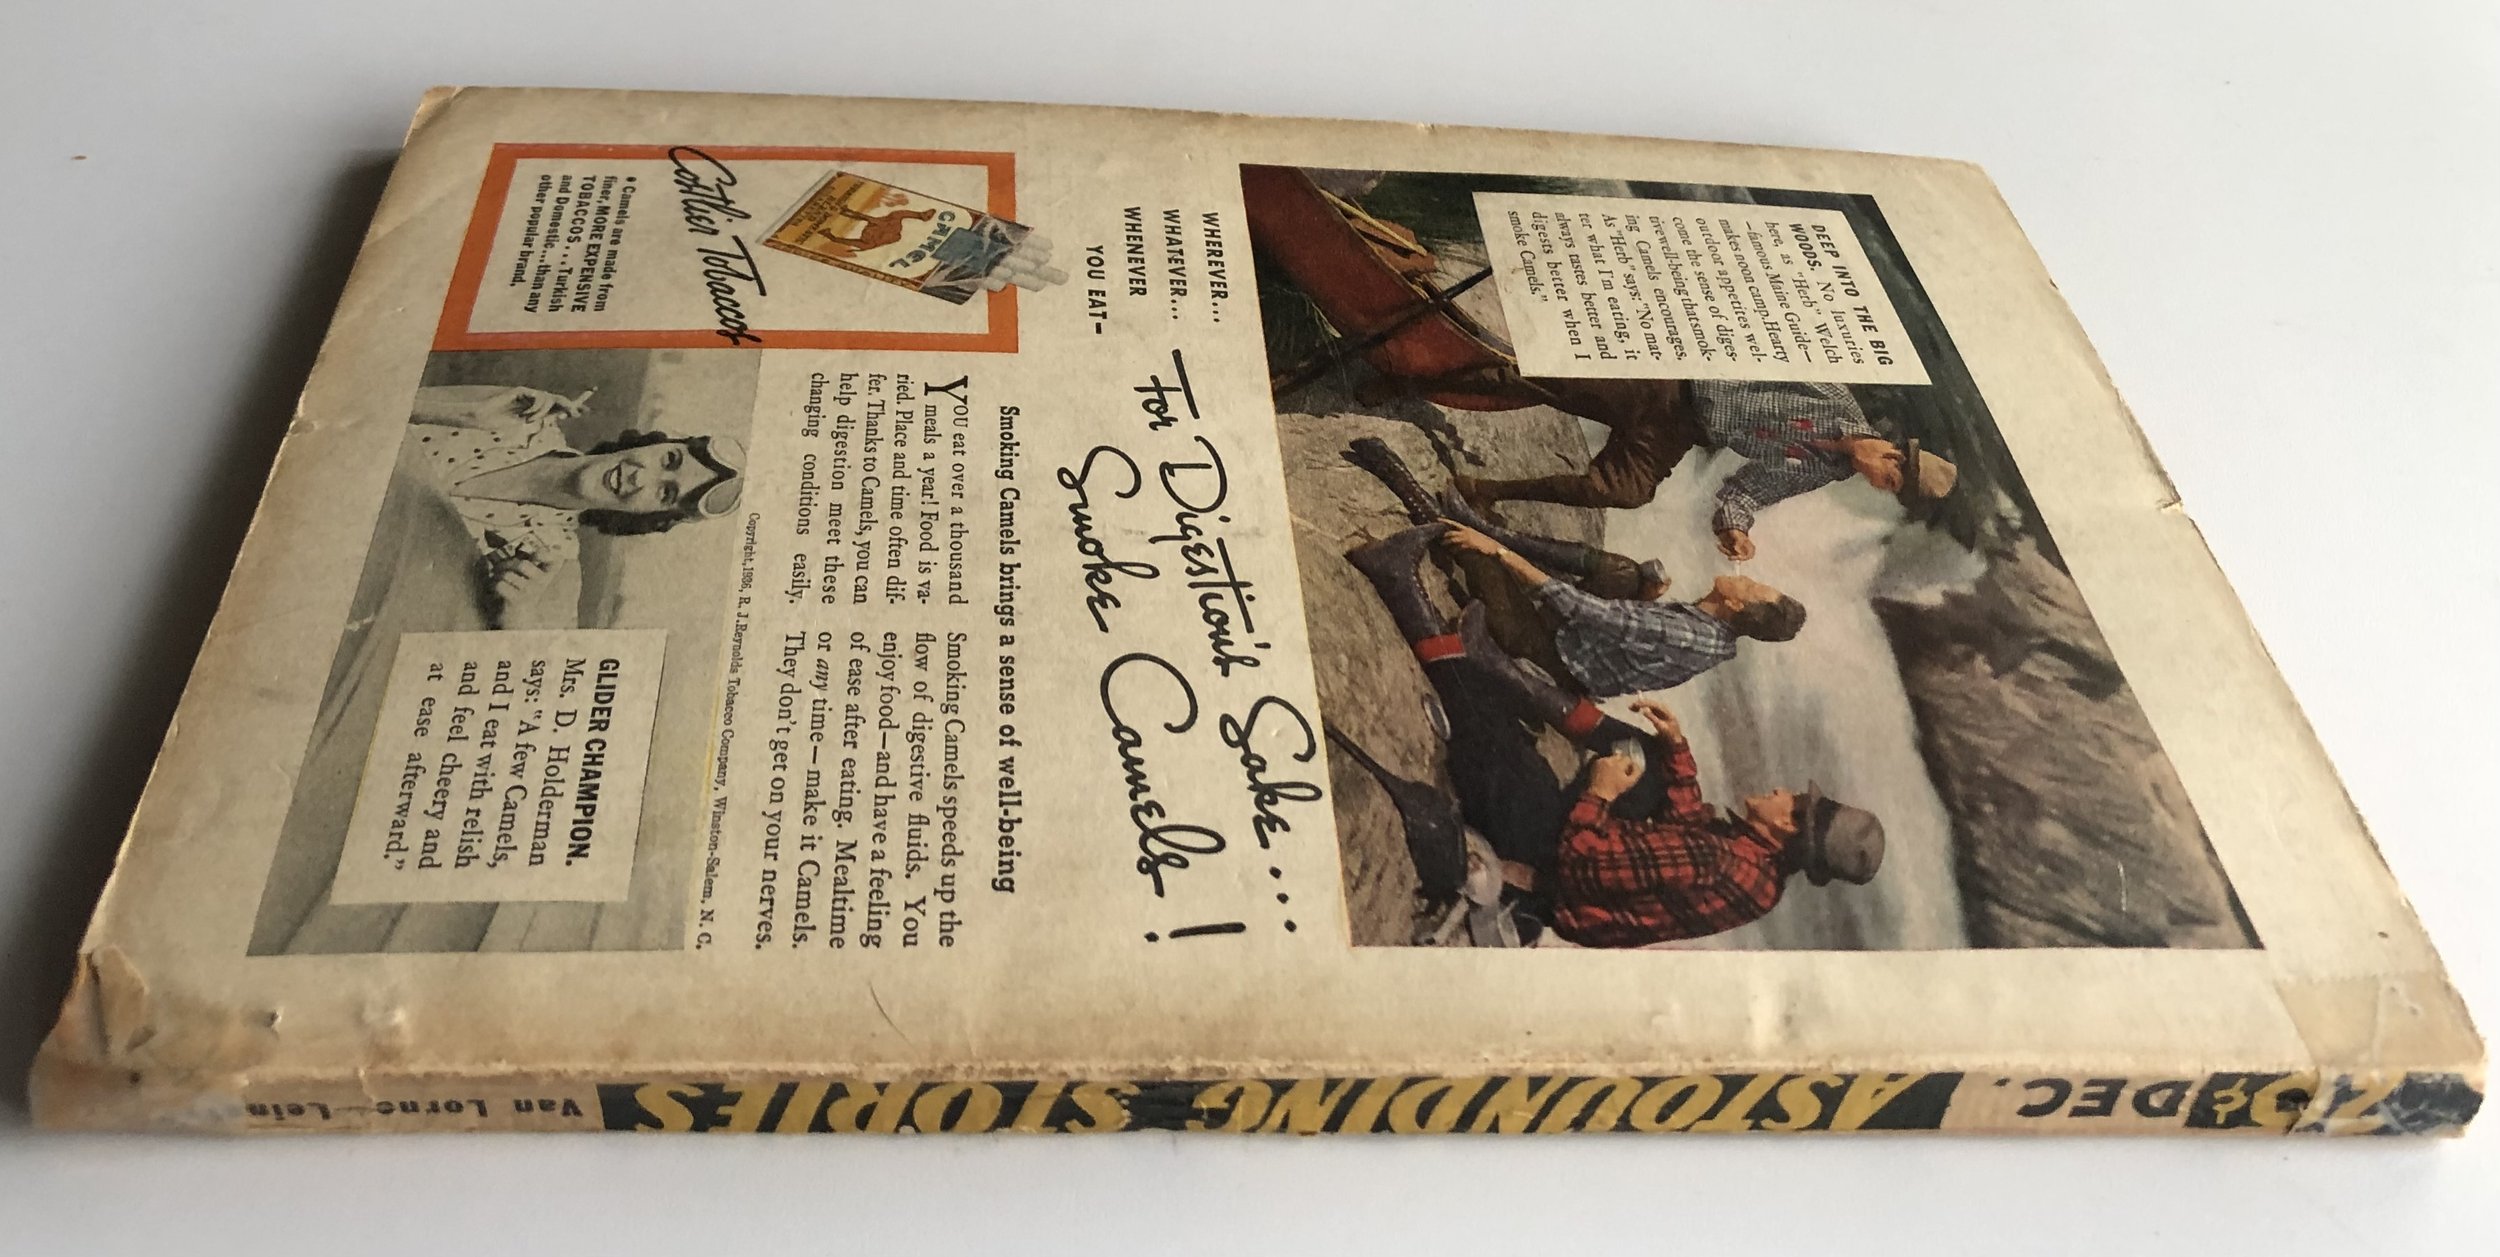 DEEP INTO THE BIG
WOODS. No luxuries
here, as "Herb" Welch
—famous Maine Guide—
makes noon camp. Hearty
outdoor appetites wel-
come the sense of diges-
tive well-being that smok-
ing Camels encourages.
As "Herb" says: "No mat-
ter what I'm eating, it
always tastes better and
digests better when I
smoke Camels."
WHEREVER...
WHATEVER...
WHENEVER
YOU EAT—
For Digestion's Sake...
Smoke Camels!
Smoking Camels brings a sense of well-being
YOU eat over a thousand
meals a year! Food is va-
ried. Place and time often dif-
fer. Thanks to Camels, you can
help digestion meet these
changing conditions easily.
Smoking Camels speeds up the
flow of digestive fluids. You
enjoy food—and have a feeling
of ease after eating. Mealtime
or any time—make it Camels.
They don't get on your nerves.
Copyright, 1936, R. J. Reynolds Tobacco Company, Winston-Salem, N. C.
CAMEL
Costlier Tobaccos
• Camels are made from
finer, MORE EXPENSIVE
TOBACCOS...Turkish
and Domestic...than any
other popular brand.
GLIDER CHAMPION.
Mrs. D. Holderman
says: "A few Camels,
and I eat with relish
and feel cheery and
at ease afterward."
DEC.
ASTOUNDING STORIES
Van Lorne